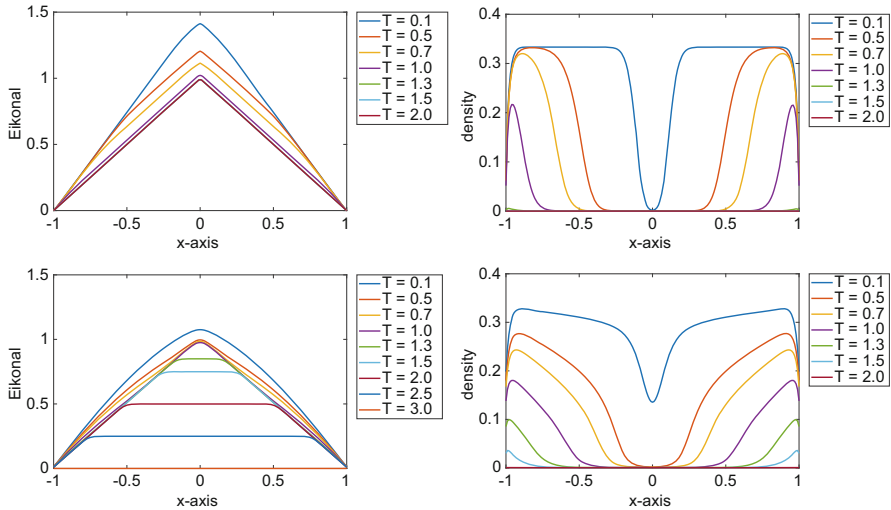 1.5
1
0.5
0
Eikonal
-1 -0.5 0 0.5 1
x-axis
T = 0.1
T = 0.5
T = 0.7
T = 1.0
T = 1.3
T = 1.5
T = 2.0
0.4
0.3
0.2
0.1
0
density
-1 -0.5 0 0.5 1
x-axis
T = 0.1
T = 0.5
T = 0.7
T = 1.0
T = 1.3
T = 1.5
T = 2.0
1.5
1
0.5
0
Eikonal
-1 -0.5 0 0.5 1
x-axis
T = 0.1
T = 0.5
T = 0.7
T = 1.0
T = 1.3
T = 1.5
T = 2.0
T = 2.5
T = 3.0
0.4
0.3
0.2
0.1
0
density
-1 -0.5 0 0.5 1
x-axis
T = 0.1
T = 0.5
T = 0.7
T = 1.0
T = 1.3
T = 1.5
T = 2.0